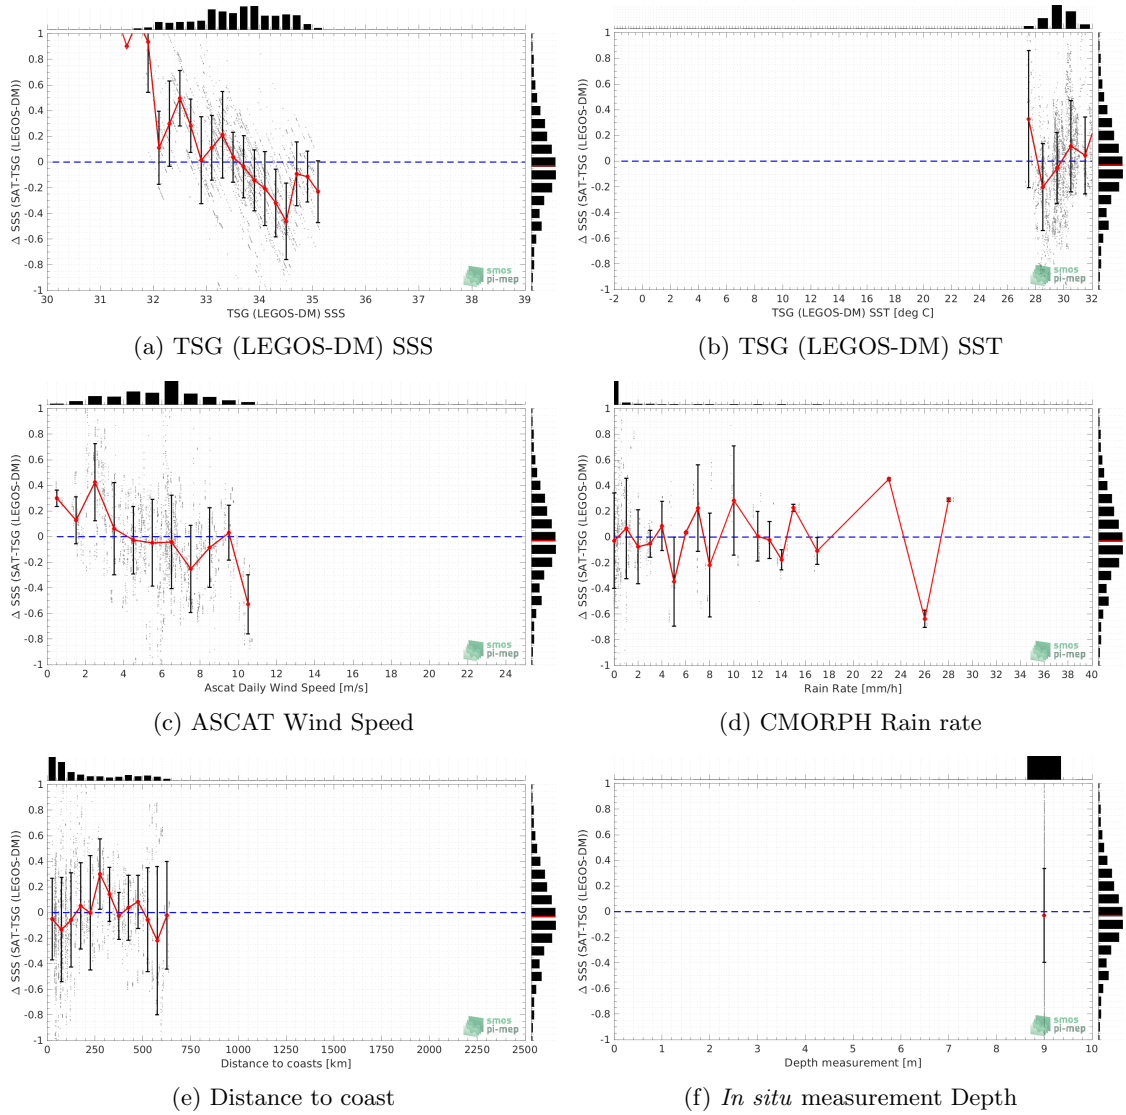 Δ SSS (SAT-TSG (LEGOS-DM))
1
0.8
0.6
0.4
0.2
0
-0.2
-0.4
-0.6
-0.8
-1
30 31 32 33 34 35 36 37 38 39
TSG (LEGOS-DM) SSS
smos
pi-mep
(a) TSG (LEGOS-DM) SSS
Δ SSS (SAT-TSG (LEGOS-DM))
1
0.8
0.6
0.4
0.2
0
-0.2
-0.4
-0.6
-0.8
-1
-2 0 2 4 6 8 10 12 14 16 18 20 22 24 26 28 30 32
TSG (LEGOS-DM) SST [deg C]
smos
pi-mep
(b) TSG (LEGOS-DM) SST
Δ SSS (SAT-TSG (LEGOS-DM))
1
0.8
0.6
0.4
0.2
0
-0.2
-0.4
-0.6
-0.8
-1
0 2 4 6 8 10 12 14 16 18 20 22 24
Ascat Daily Wind Speed [m/s]
smos
pi-mep
(c) ASCAT Wind Speed
Δ SSS (SAT-TSG (LEGOS-DM))
1
0.8
0.6
0.4
0.2
0
-0.2
-0.4
-0.6
-0.8
-1
0 2 4 6 8 10 12 14 16 18 20 22 24 26 28 30 32 34 36 38 40
Rain Rate [mm/h]
smos
pi-mep
(d) CMORPH Rain rate
Δ SSS (SAT-TSG (LEGOS-DM))
1
0.8
0.6
0.4
0.2
0
-0.2
-0.4
-0.6
-0.8
-1
0 250 500 750 1000 1250 1500 1750 2000 2250 2500
Distance to coasts [km]
smos
pi-mep
(e) Distance to coast
Δ SSS (SAT-TSG (LEGOS-DM))
1
0.8
0.6
0.4
0.2
0
-0.2
-0.4
-0.6
-0.8
-1
0 1 2 3 4 5 6 7 8 9 10
Depth measurement [m]
smos
pi-mep
(f) In situ measurement Depth